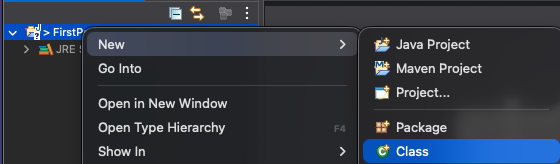 > FirstP
JRE S
New
Go Into
Open in New Window
Open Type Hierarchy F4
Show In
Java Project
Maven Project
Project...
Package
Class